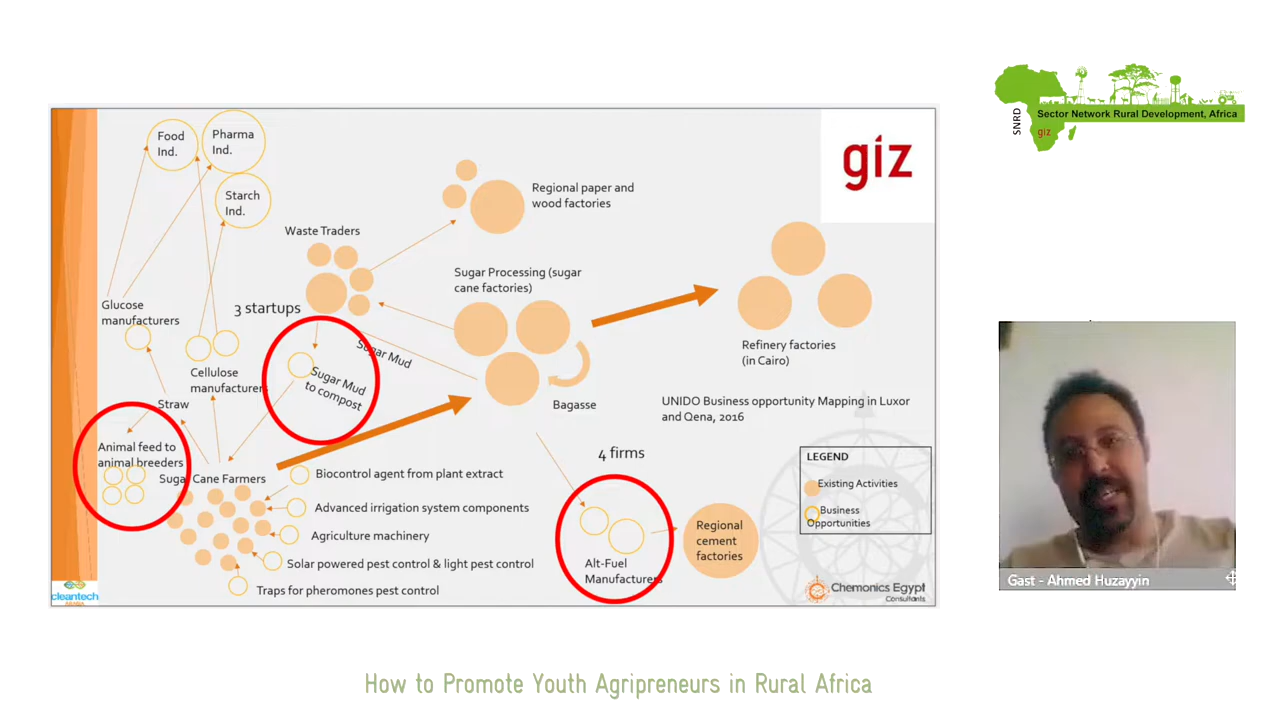 Food
Ind.
Pharma
Ind.
Starch
Ind.
giz
Regional paper and
wood factories
Waste Traders
Sugar Processing (sugar
cane factories)
Glucose
manufacturers
3 startups
Sugar Mud
Sugar Mud
to compost
Cellulose
manufacturers
Refinery factories
(in Cairo)
Straw
Bagasse
UNIDO Business opportunity Mapping in Luxor
and Qena, 2016
Animal feed to
animal breeders
Sugar Cane Farmers
4 firms
LEGEND
Existing Activities
Business
Opportunities
Biocontrol agent from plant extract
Advanced irrigation system components
Agriculture machinery
Solar powered pest control & light pest control
Traps for pheromones pest control
Alt-Fuel
Manufacturers
Regional
cement
factories
cleantech
Chemonics Egypt
Consultants
SNRD
Sector Network Rural Development, Africa
giz
Gast - Ahmed Huzayyin
How to Promote Youth Agripreneurs in Rural Africa